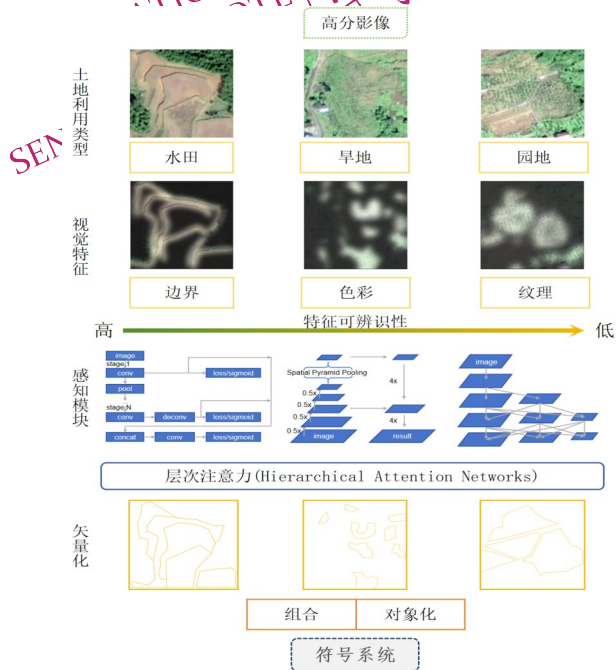 高分影像
SEN
土地利用类型
水田
旱地
园地
视觉特征
边界
色彩
纹理
高
特征可辨识性
低
感知模块
image
stage_1
conv
loss/sigmoid
pool
stage_N
conv
deconv
loss/sigmoid
concat
conv
loss/sigmoid
Spatial Pyramid Pooling
0.5x
0.5x
0.5x
0.5x
image
4x
4x
result
image
层次注意力(Hierarchical Attention Networks)
矢量化
组合
对象化
符号系统